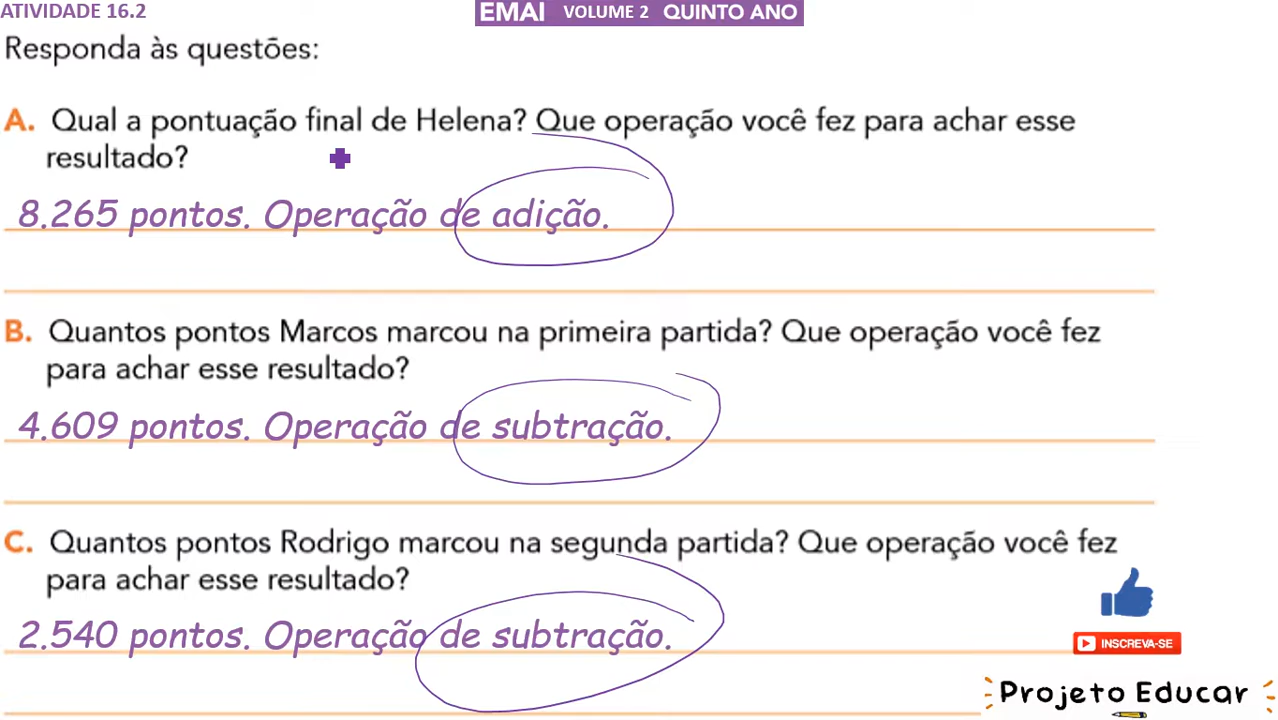 ATIVIDADE 16.2
EMAI VOLUME 2 QUINTO ANO
Responda às questões:
A. Qual a pontuação final de Helena? Que operação você fez para achar esse
resultado?
8.265 pontos. Operação de adição.
B. Quantos pontos Marcos marcou na primeira partida? Que operação você fez
para achar esse resultado?
4.609 pontos. Operação de subtração.
C. Quantos pontos Rodrigo marcou na segunda partida? Que operação você fez
para achar esse resultado?
2.540 pontos. Operação de subtração.
INSCREVA-SE
Projeto Educar